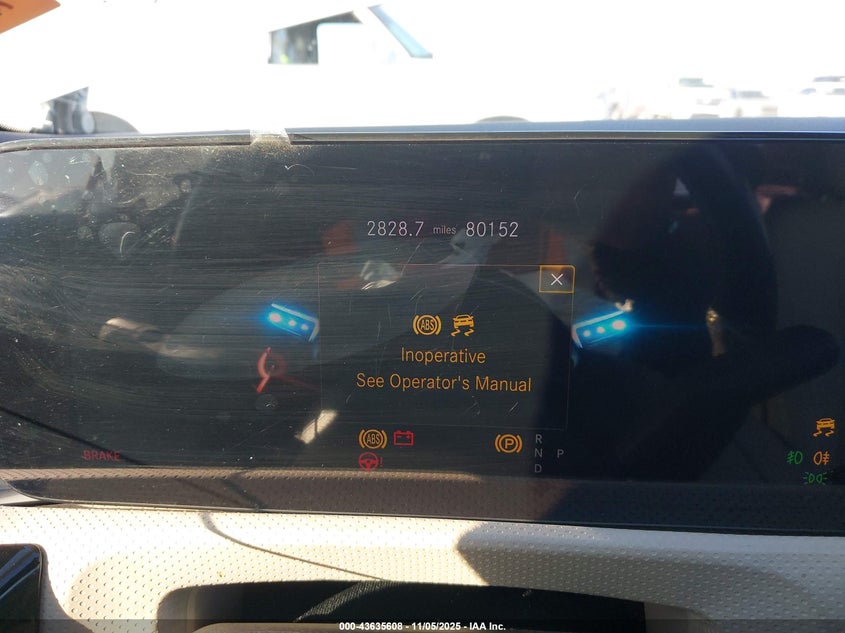 2828.7 miles 80152
ABS
Inoperative
See Operator's Manual
ABS
P
R
N P
D
BRAKE
000-43635608 - 11/05/2025 - IAA Inc.